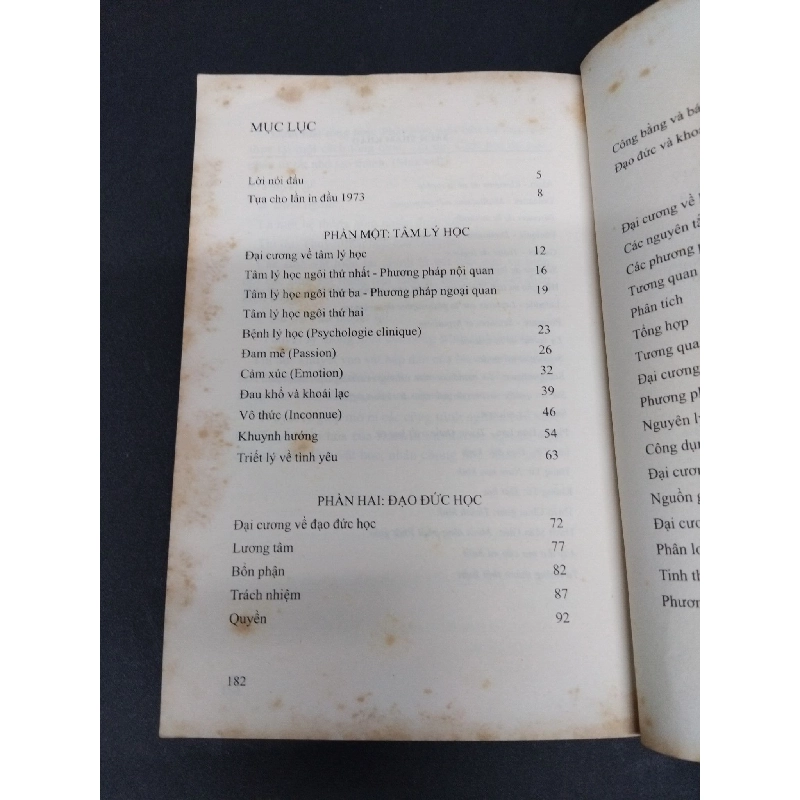 MỤC LỤC
Lời nói đầu 5
Tựa cho lần in đầu 1973 8
PHẦN MỘT: TÂM LÝ HỌC
Đại cương về tâm lý học 12
Tâm lý học ngôi thứ nhất - Phương pháp nội quan 16
Tâm lý học ngôi thứ ba - Phương pháp ngoại quan 19
Tâm lý học ngôi thứ hai
Bệnh lý học (Psychologie clinique) 23
Đam mê (Passion) 26
Cảm xúc (Emotion) 32
Đau khổ và khoái lạc 39
Vô thức (Inconnue) 46
Khuynh hướng 54
Triết lý về tình yêu 63
PHẦN HAI: ĐẠO ĐỨC HỌC
Đại cương về đạo đức học 72
Lương tâm 77
Bổn phận 82
Trách nhiệm 87
Quyền 92
182
Công bằng và bá
Đạo đức và kho
Đại cương về
Các nguyên tắ
Các phương
Tương quan
Phân tích
Tổng hợp
Tương qua
Đại cương
Phương ph
Nguyên lý
Công dụn
Đại cươn
Nguồn g
Đại cươ
Phân lo
Tinh th
Phươn